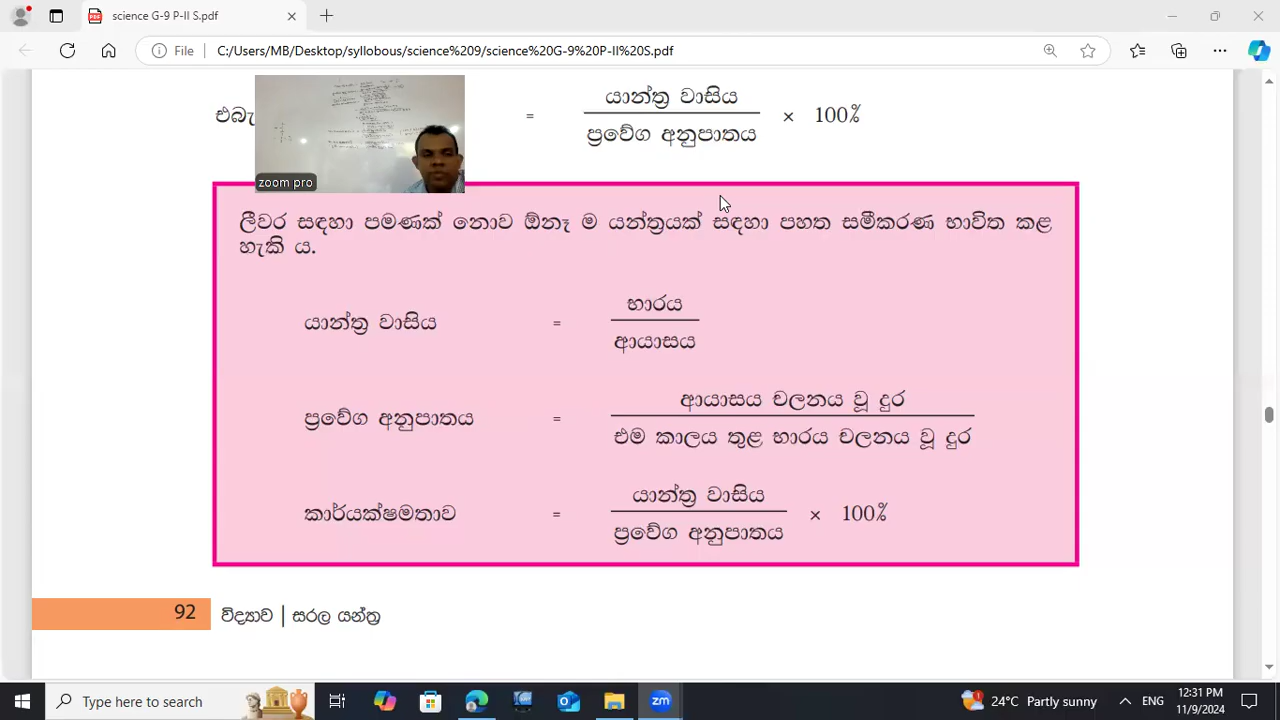 science G-9 P-II S.pdf
File
C:/Users/MB/Desktop/syllobous/science%209/science%20G-9%20P-II%20S.pdf
= යාන්ත්‍ර වාසිය
ප්‍රවේග අනුපාතය × 100%
zoom pro
ලීවර සඳහා පමණක් නොව ඕනෑ ම යන්ත්‍රයක් සඳහා පහත සමීකරණ භාවිත කළ
හැකි ය.
යාන්ත්‍ර වාසිය = භාරය
ආයාසය
ප්‍රවේග අනුපාතය = ආයාසය චලනය වූ දුර
එම කාලය තුළ භාරය චලනය වූ දුර
කාර්යක්ෂමතාව = යාන්ත්‍ර වාසිය
ප්‍රවේග අනුපාතය × 100%
92 විද්‍යාව | සරල යන්ත්‍ර
Type here to search
24°C Partly sunny
ENG
12:31 PM
11/9/2024